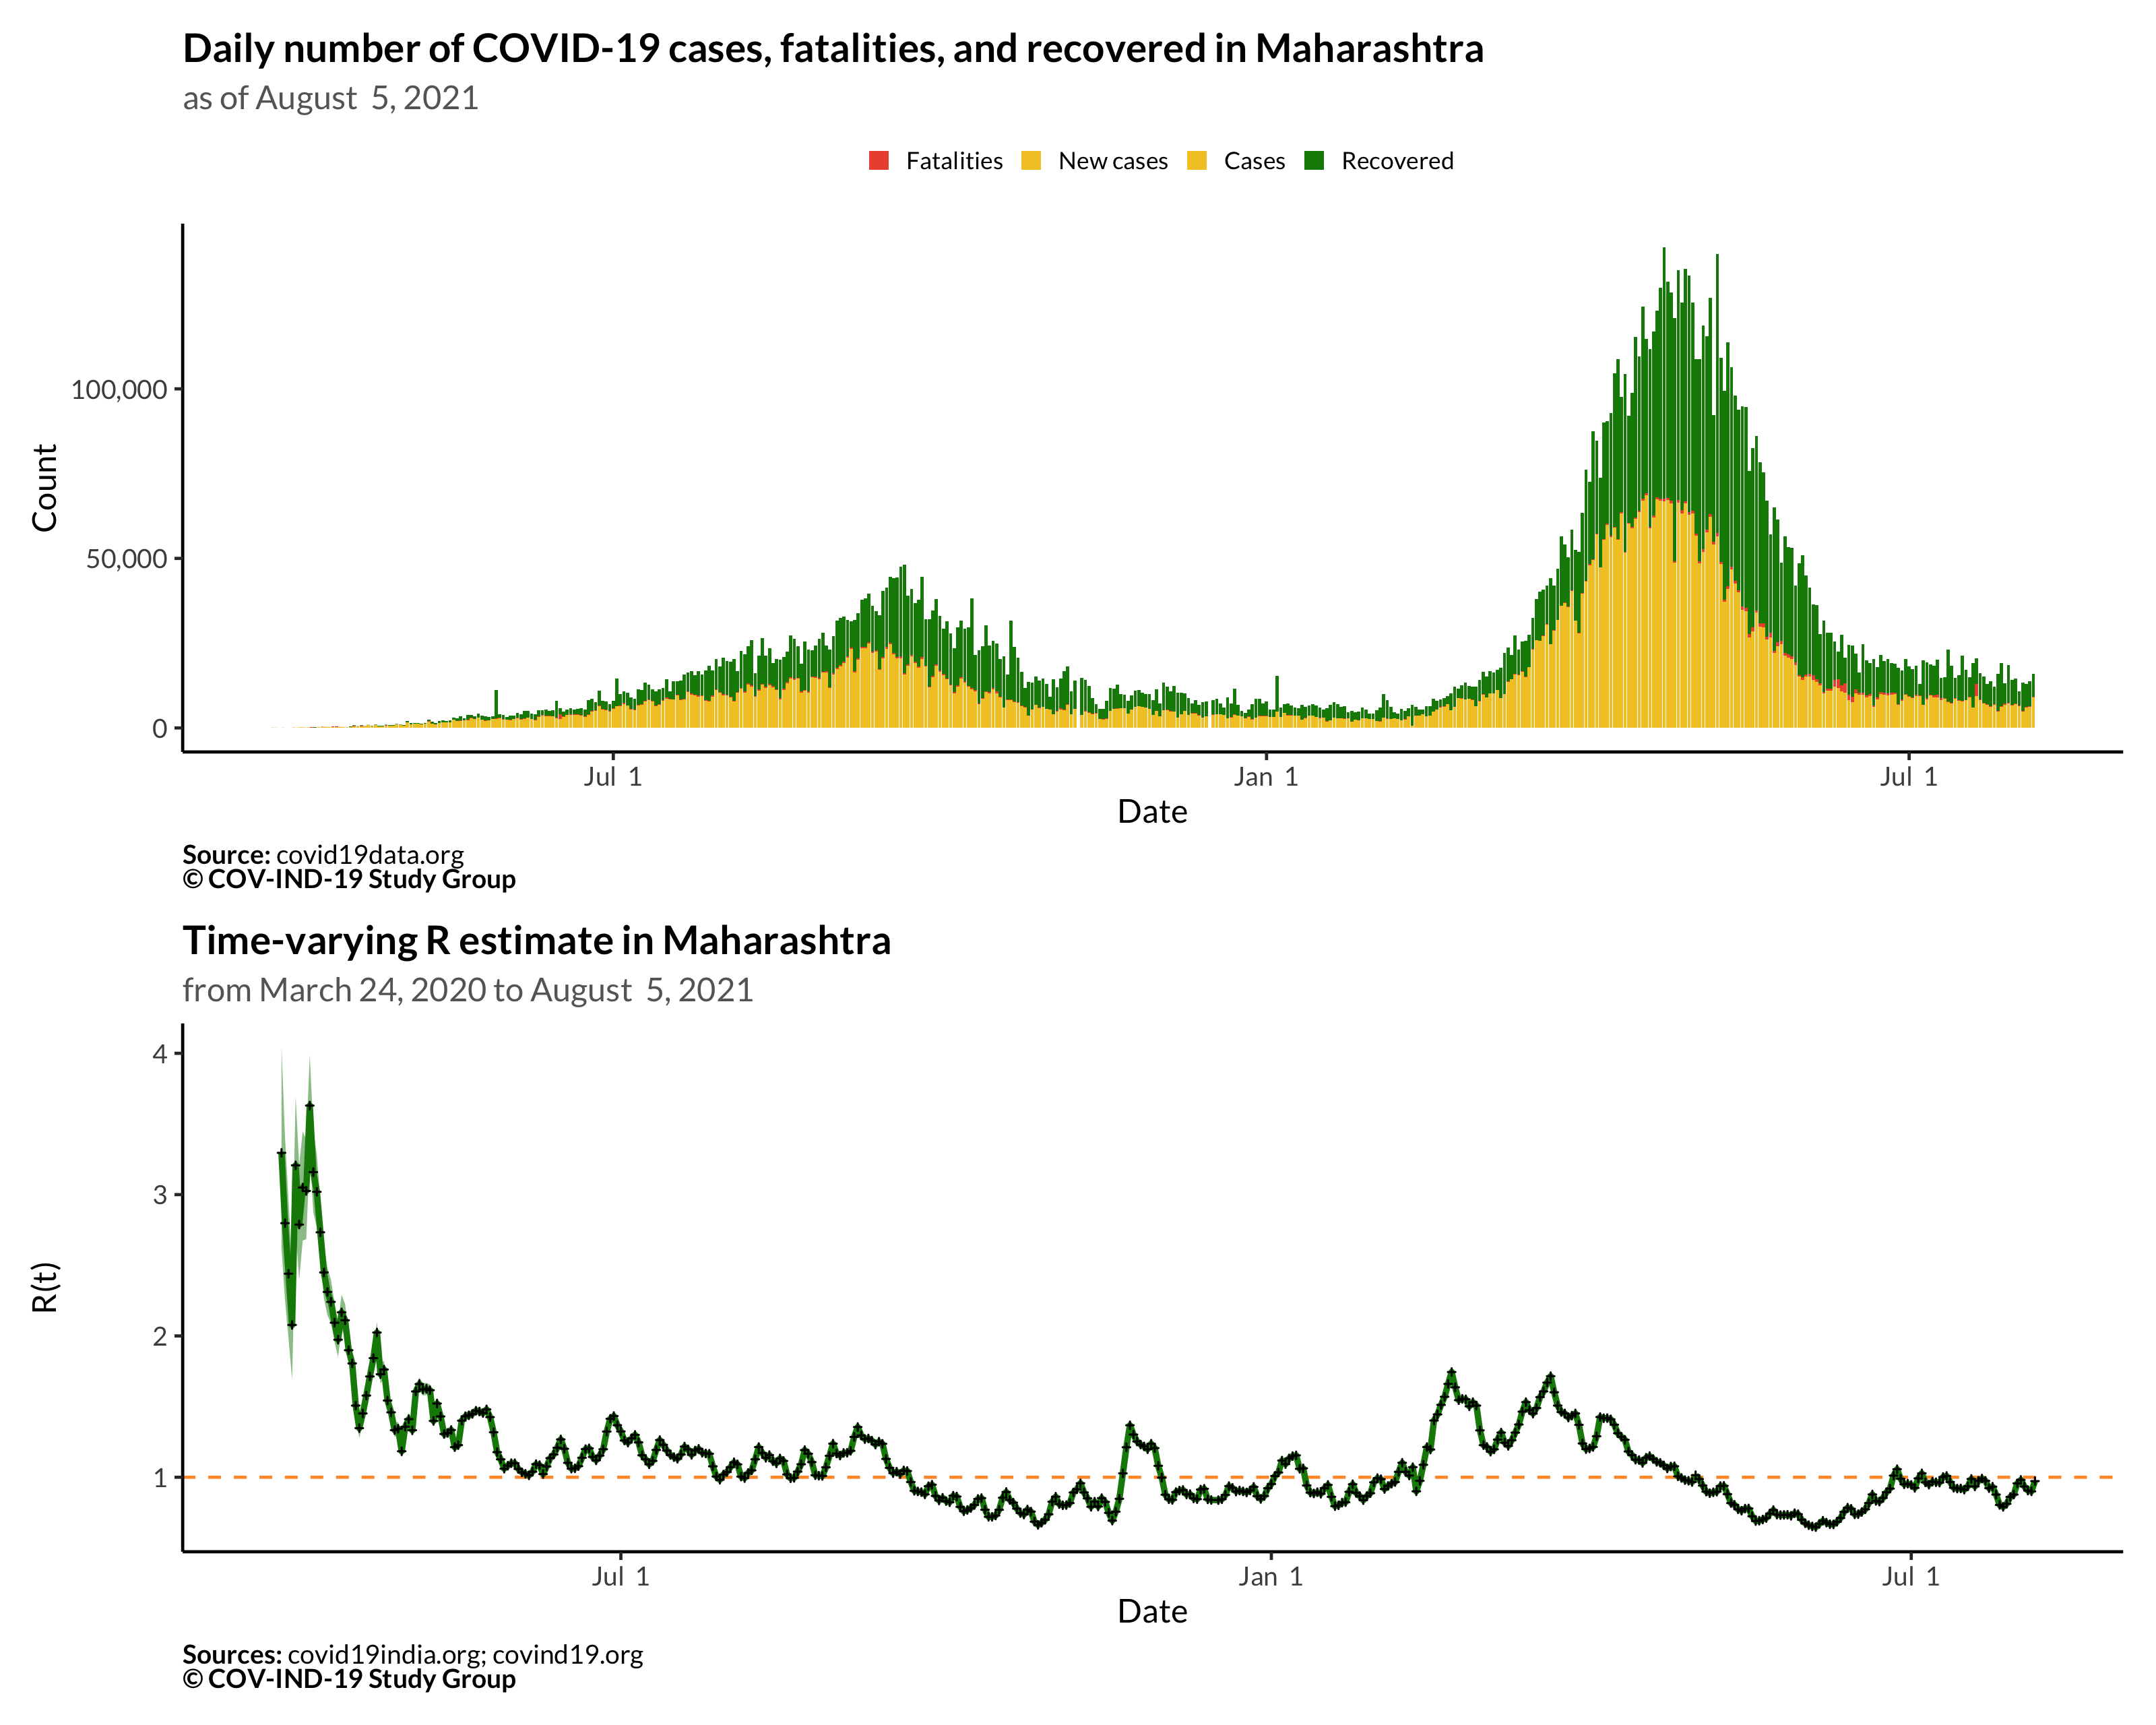 Daily number of COVID-19 cases, fatalities, and recovered in Maharashtra
as of August 5, 2021
Fatalities New cases Cases Recovered
100,000
50,000
0
Count
Jul 1 Jan 1 Jul 1
Date
Source: covid19data.org
© COV-IND-19 Study Group
Time-varying R estimate in Maharashtra
from March 24, 2020 to August 5, 2021
4
3
2
1
R(t)
Jul 1 Jan 1 Jul 1
Date
Sources: covid19india.org; covind19.org
© COV-IND-19 Study Group